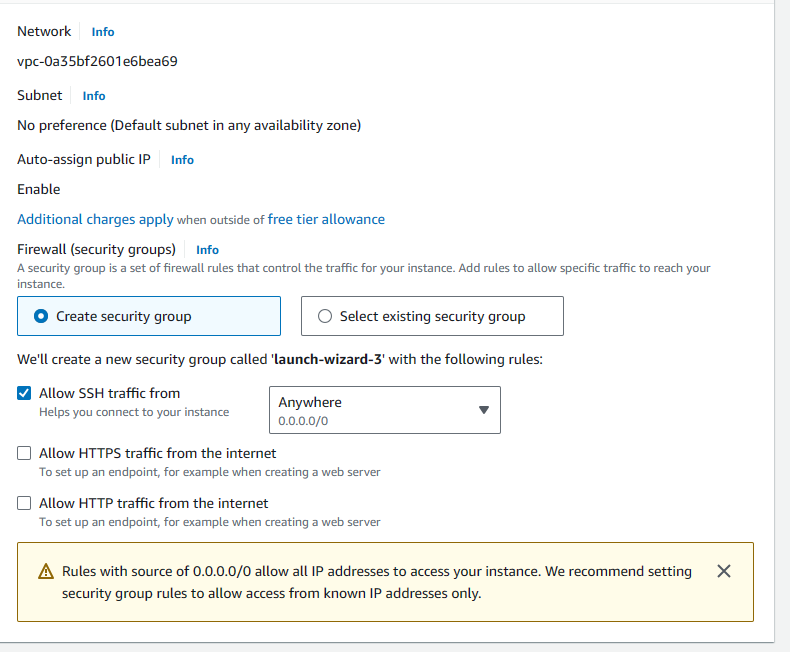 Network Info
vpc-0a35bf2601e6bea69
Subnet Info
No preference (Default subnet in any availability zone)
Auto-assign public IP Info
Enable
Additional charges apply when outside of free tier allowance
Firewall (security groups) Info
A security group is a set of firewall rules that control the traffic for your instance. Add rules to allow specific traffic to reach your
instance.
Create security group
Select existing security group
We'll create a new security group called 'launch-wizard-3' with the following rules:
Allow SSH traffic from
Helps you connect to your instance
Anywhere
0.0.0.0/0
Allow HTTPS traffic from the internet
To set up an endpoint, for example when creating a web server
Allow HTTP traffic from the internet
To set up an endpoint, for example when creating a web server
Rules with source of 0.0.0.0/0 allow all IP addresses to access your instance. We recommend setting
security group rules to allow access from known IP addresses only.